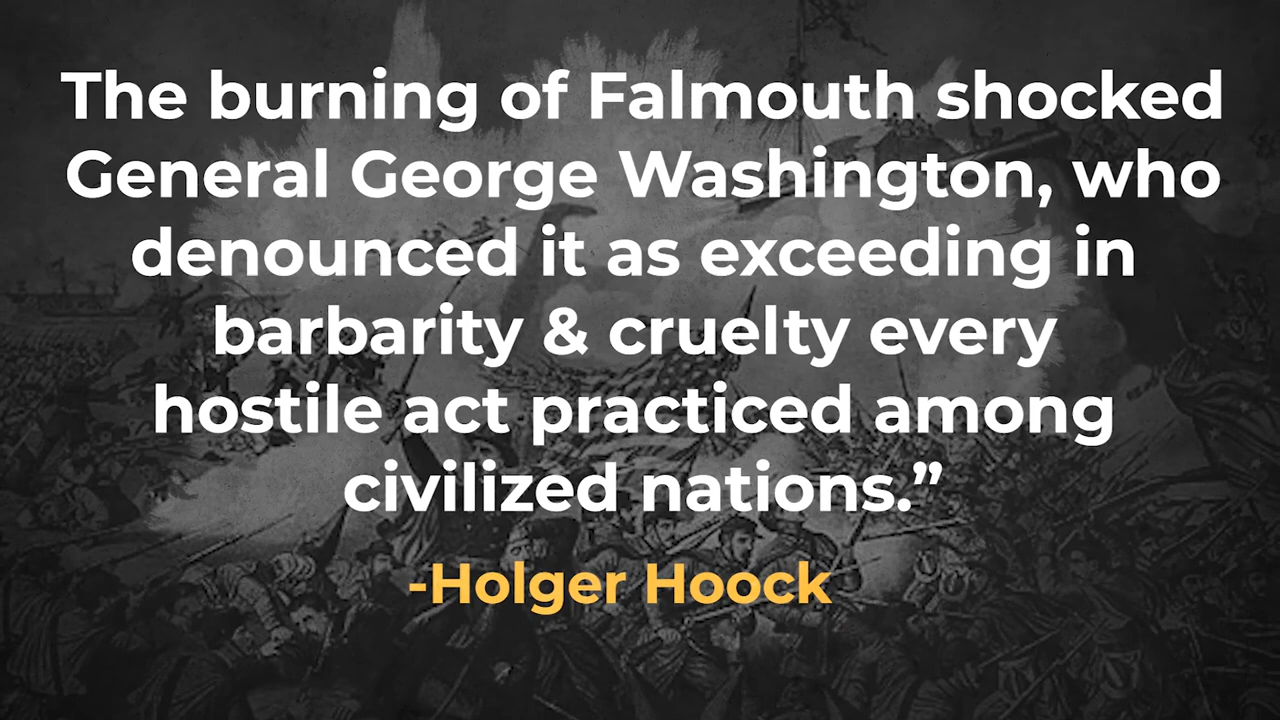 The burning of Falmouth shocked
General George Washington, who
denounced it as exceeding in
barbarity & cruelty every
hostile act practiced among
civilized nations.”
-Holger Hoock